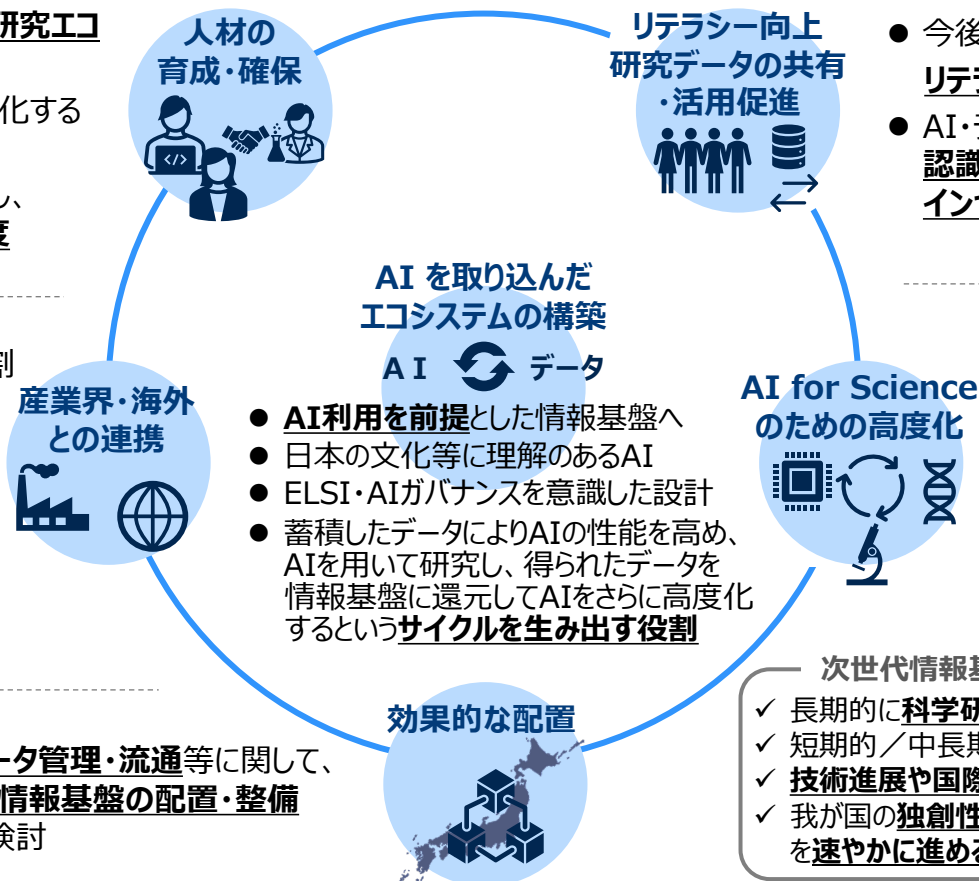 研究エコ
化する
し、
度
人材の
育成・確保
リテラシー向上
研究データの共有
・活用促進
● 今後
リテラ
● AI・デ
認識
インセ
AI を取り込んだ
エコシステムの構築
AI データ
● AI利用を前提とした情報基盤へ
● 日本の文化等に理解のあるAI
● ELSI・AIガバナンスを意識した設計
● 蓄積したデータによりAIの性能を高め、
AIを用いて研究し、得られたデータを
情報基盤に還元してAIをさらに高度化
するというサイクルを生み出す役割
割
産業界・海外
との連携
AI for Science
のための高度化
効果的な配置
ータ管理・流通等に関して、
情報基盤の配置・整備
検討
次世代情報基
✓ 長期的に科学研
✓ 短期的／中長期
✓ 技術進展や国際
✓ 我が国の独創性
を速やかに進める